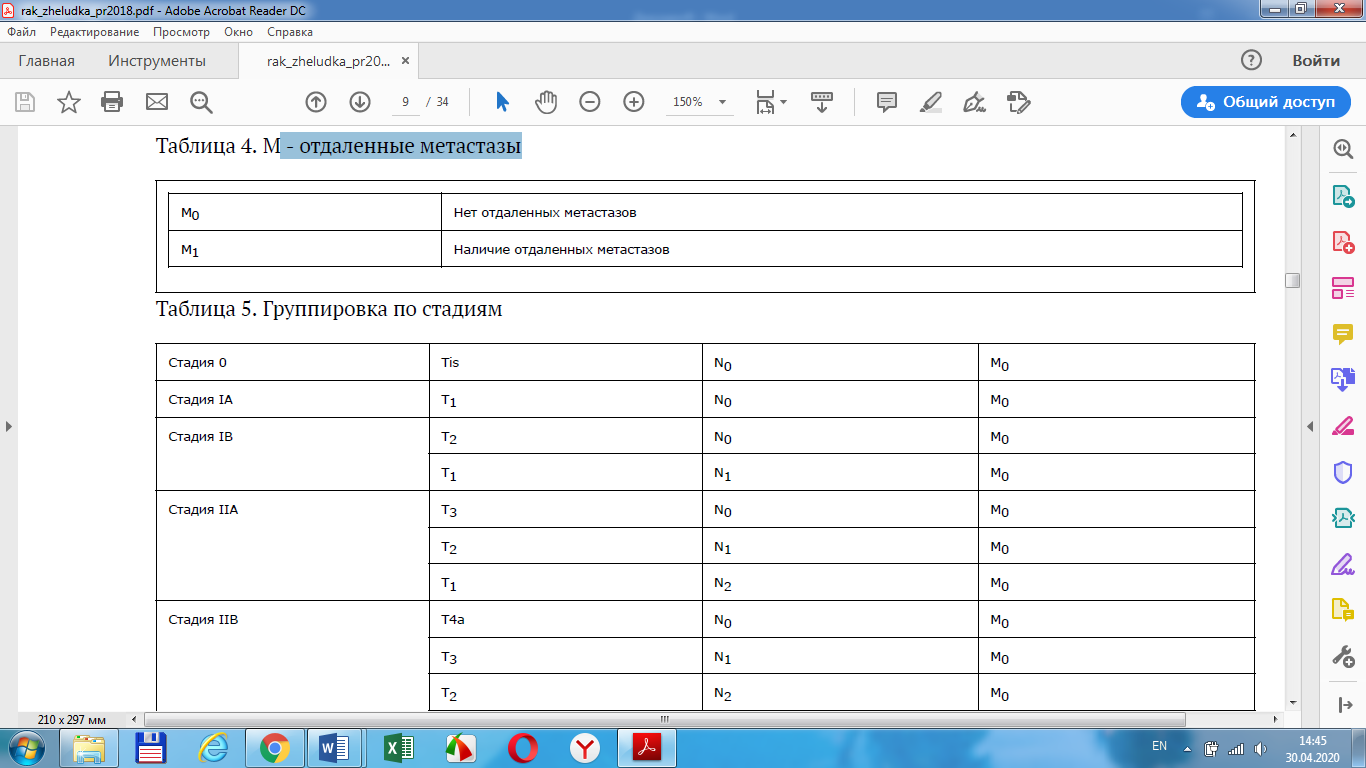 rak_zheludka_pr2018.pdf - Adobe Acrobat Reader DC
Файл Редактирование Просмотр Окно Справка
Главная Инструменты rak_zheludka_pr20... × Войти
9 / 34 150% Общий доступ
Таблица 4. M - отдаленные метастазы
M0 Нет отдаленных метастазов
M1 Наличие отдаленных метастазов
Таблица 5. Группировка по стадиям
Стадия 0 Tis N0 M0
Стадия IA T1 N0 M0
Стадия IB T2 N0 M0
T1 N1 M0
Стадия IIA T3 N0 M0
T2 N1 M0
T1 N2 M0
Стадия IIB T4a N0 M0
T3 N1 M0
T2 N2 M0
210 x 297 мм
EN 14:45
30.04.2020